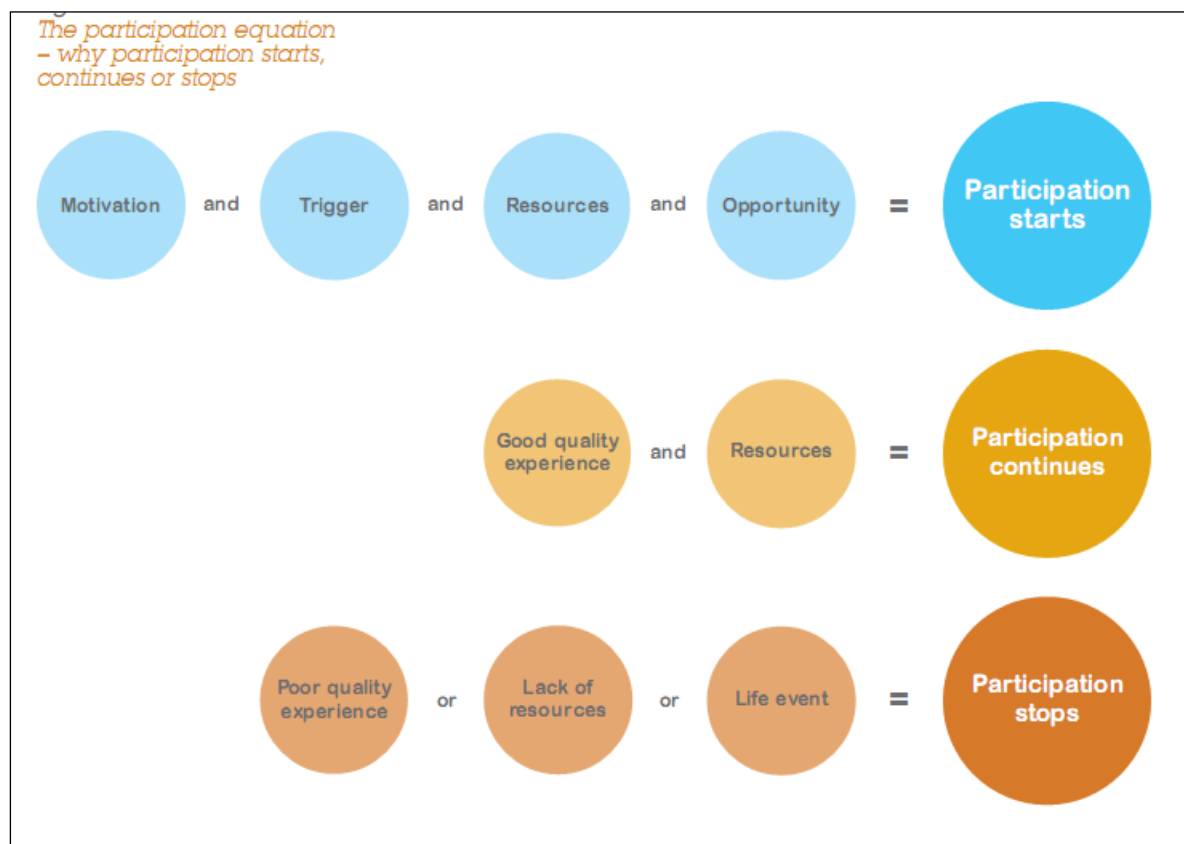 The participation equation
– why participation starts,
continues or stops
Motivation and Trigger and Resources and Opportunity = Participation starts
Good quality experience and Resources = Participation continues
Poor quality experience or Lack of resources or Life event = Participation stops